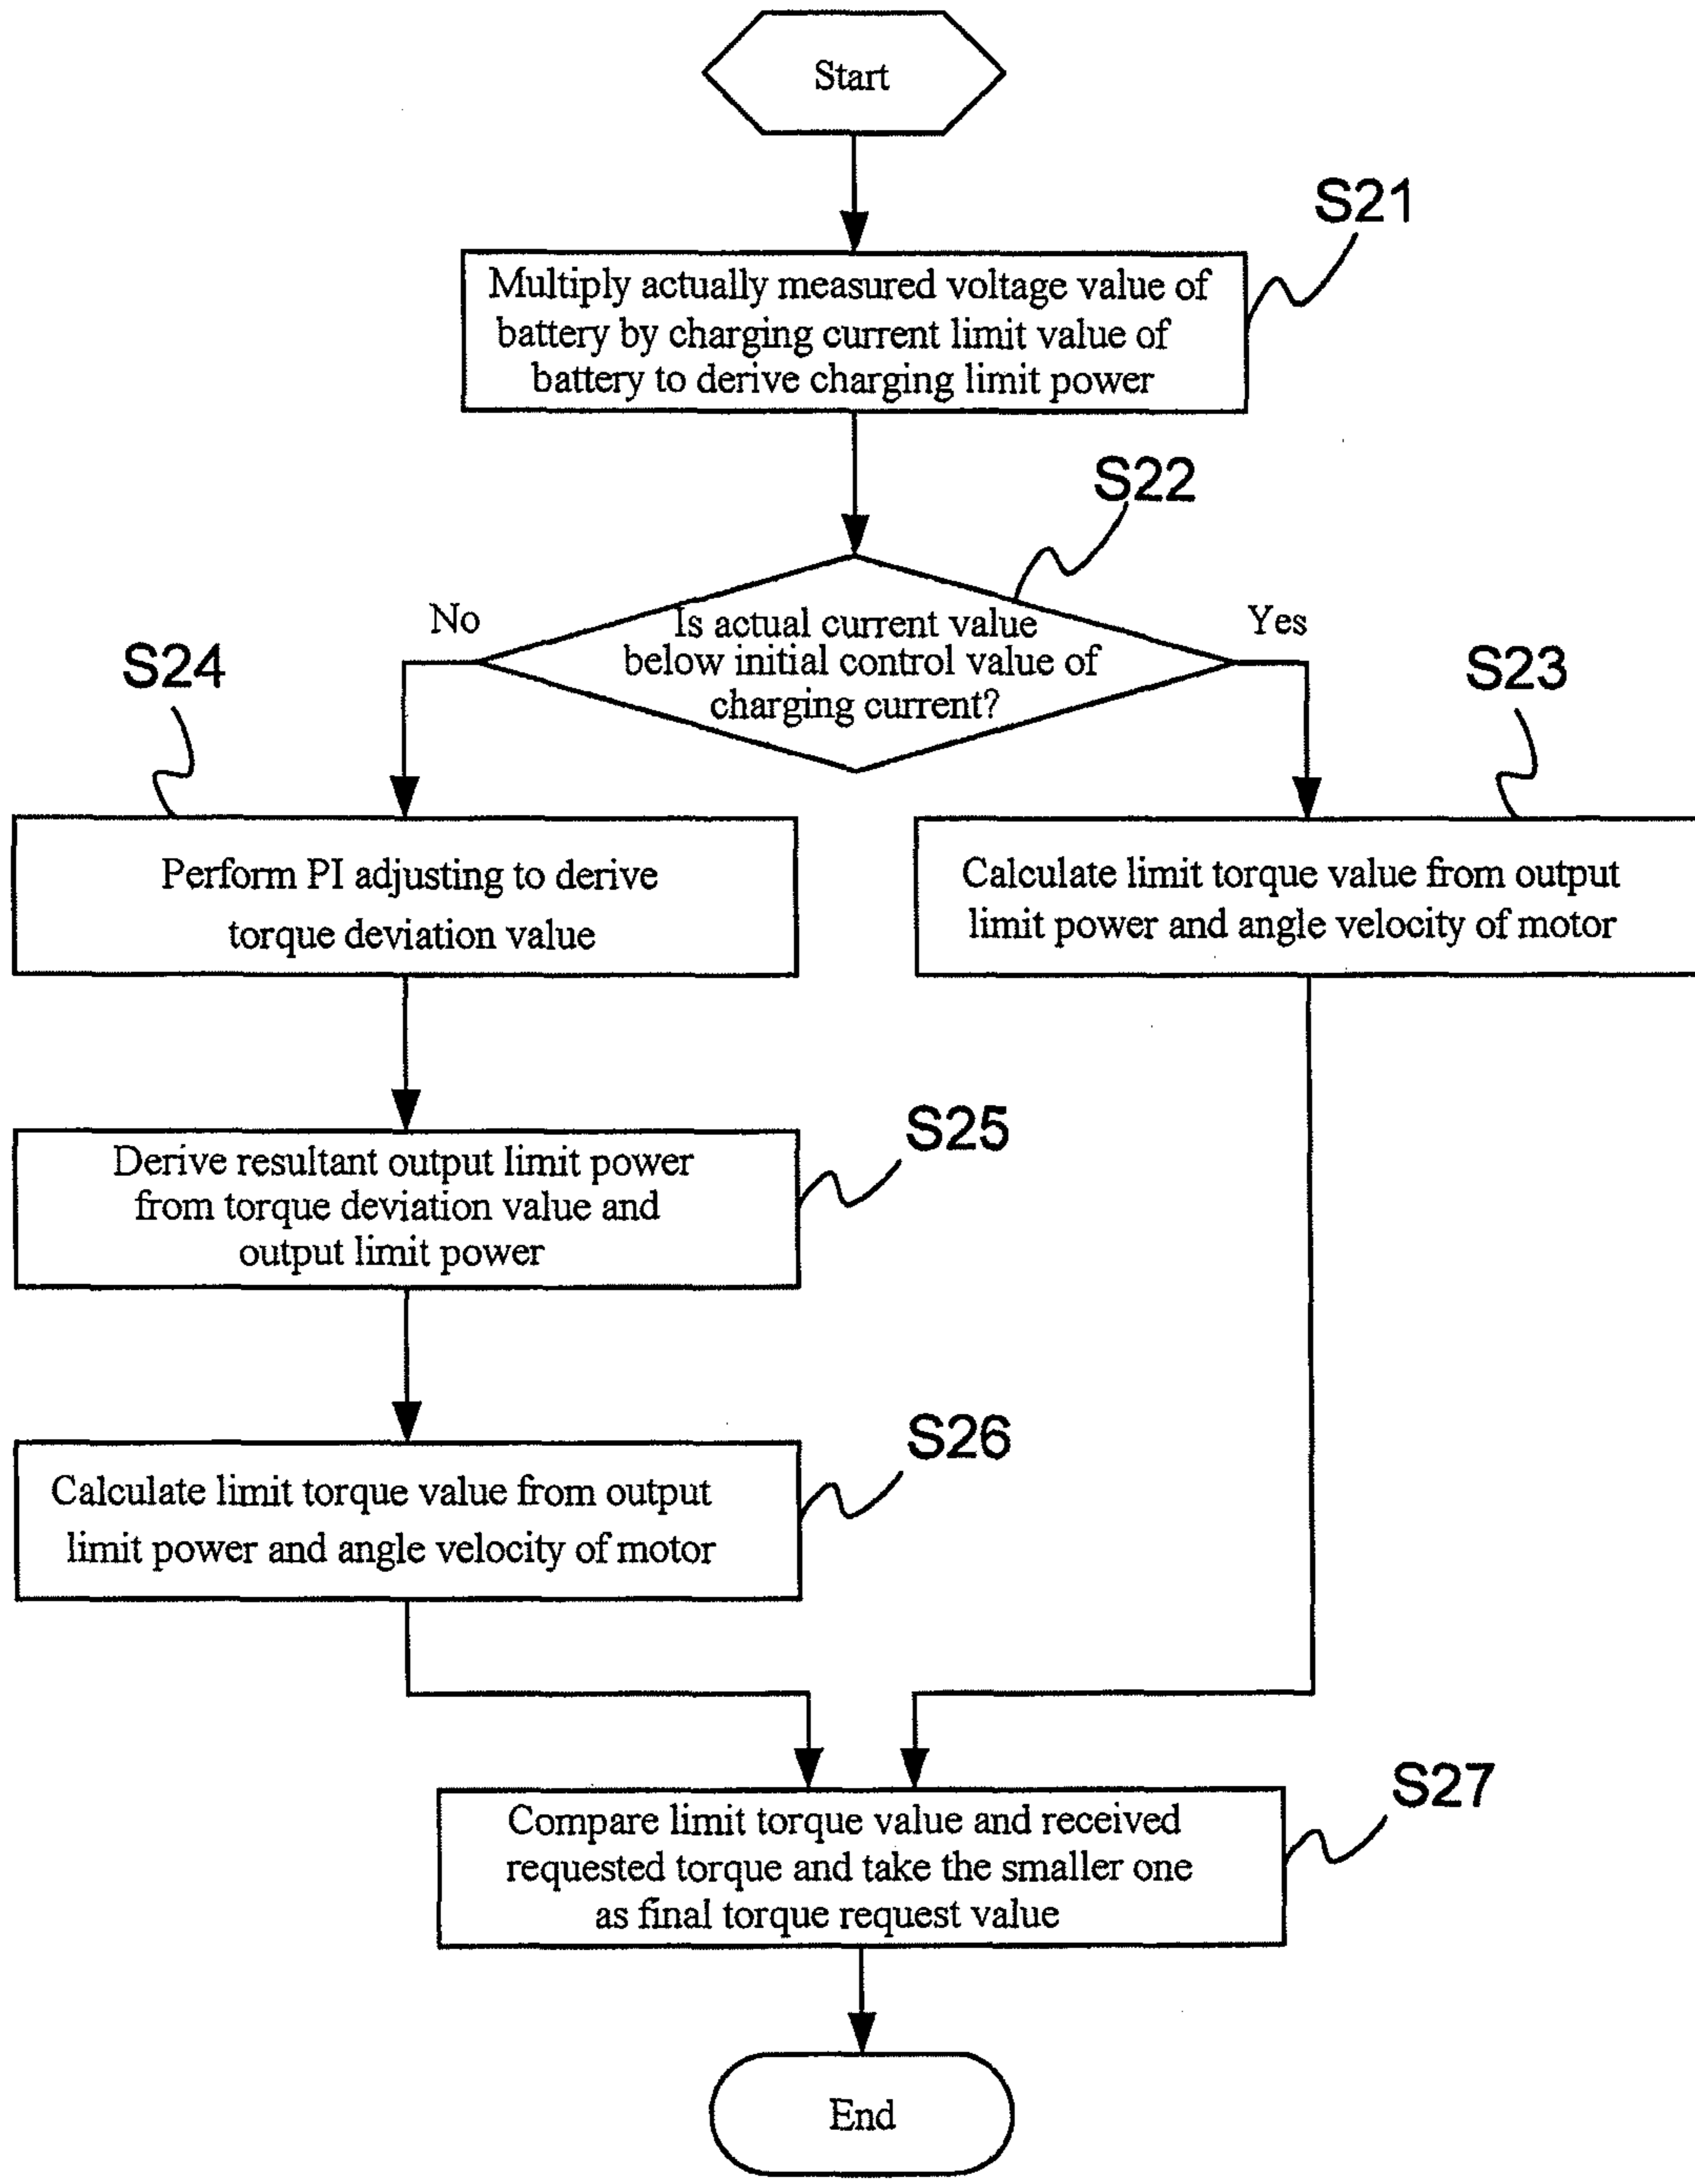 Start
S21
Multiply actually measured voltage value of
battery by charging current limit value of
battery to derive charging limit power
S22
No
Yes
Is actual current value
below initial control value of
charging current?
S24
S23
Perform PI adjusting to derive
torque deviation value
Calculate limit torque value from output
limit power and angle velocity of motor
S25
Derive resultant output limit power
from torque deviation value and
output limit power
S26
Calculate limit torque value from output
limit power and angle velocity of motor
S27
Compare limit torque value and received
requested torque and take the smaller one
as final torque request value
End